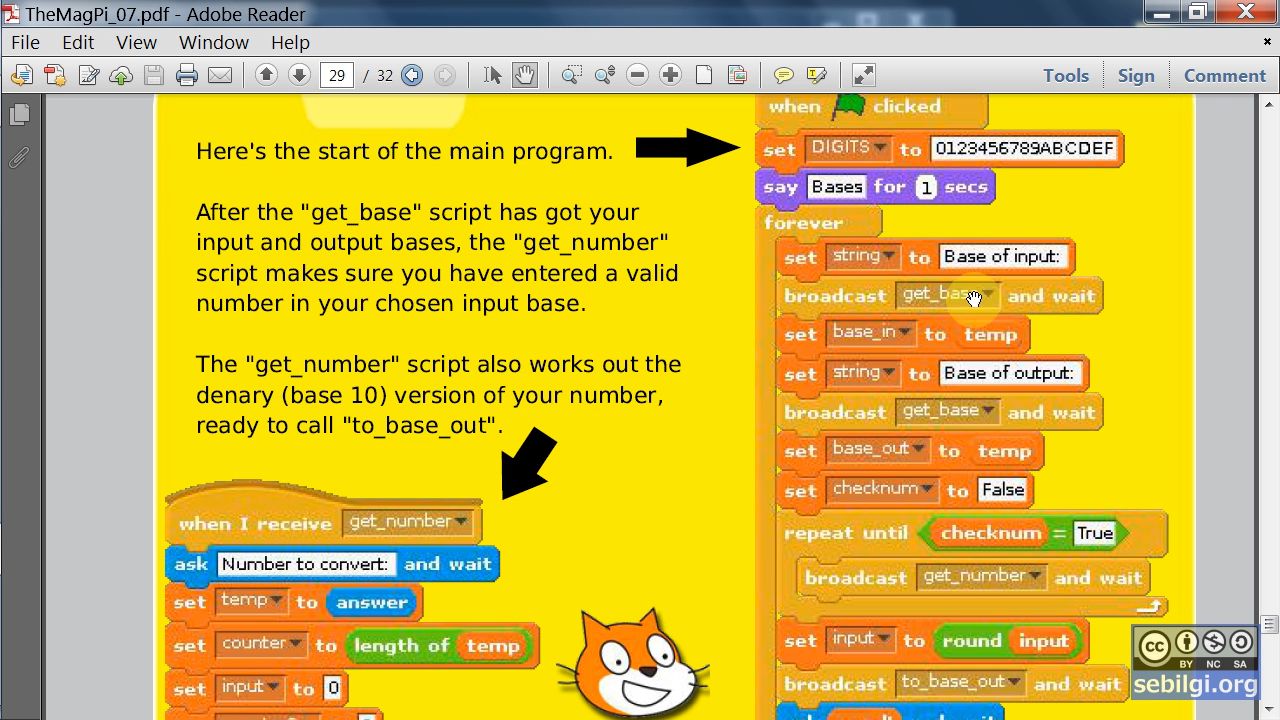 TheMagPi_07.pdf - Adobe Reader
File Edit View Window Help
29 / 32 Tools Sign Comment
Here's the start of the main program.
After the "get_base" script has got your
input and output bases, the "get_number"
script makes sure you have entered a valid
number in your chosen input base.
The "get_number" script also works out the
denary (base 10) version of your number,
ready to call "to_base_out".
when I receive get_number
ask Number to convert: and wait
set temp to answer
set counter to length of temp
set input to 0
when clicked
set DIGITS to 0123456789ABCDEF
say Bases for 1 secs
forever
set string to Base of input:
broadcast get_base and wait
set base_in to temp
set string to Base of output:
broadcast get_base and wait
set base_out to temp
set checknum to False
repeat until checknum = True
broadcast get_number and wait
set input to round input
broadcast to_base_out and wait
cc BY NC SA
sebilgi.org